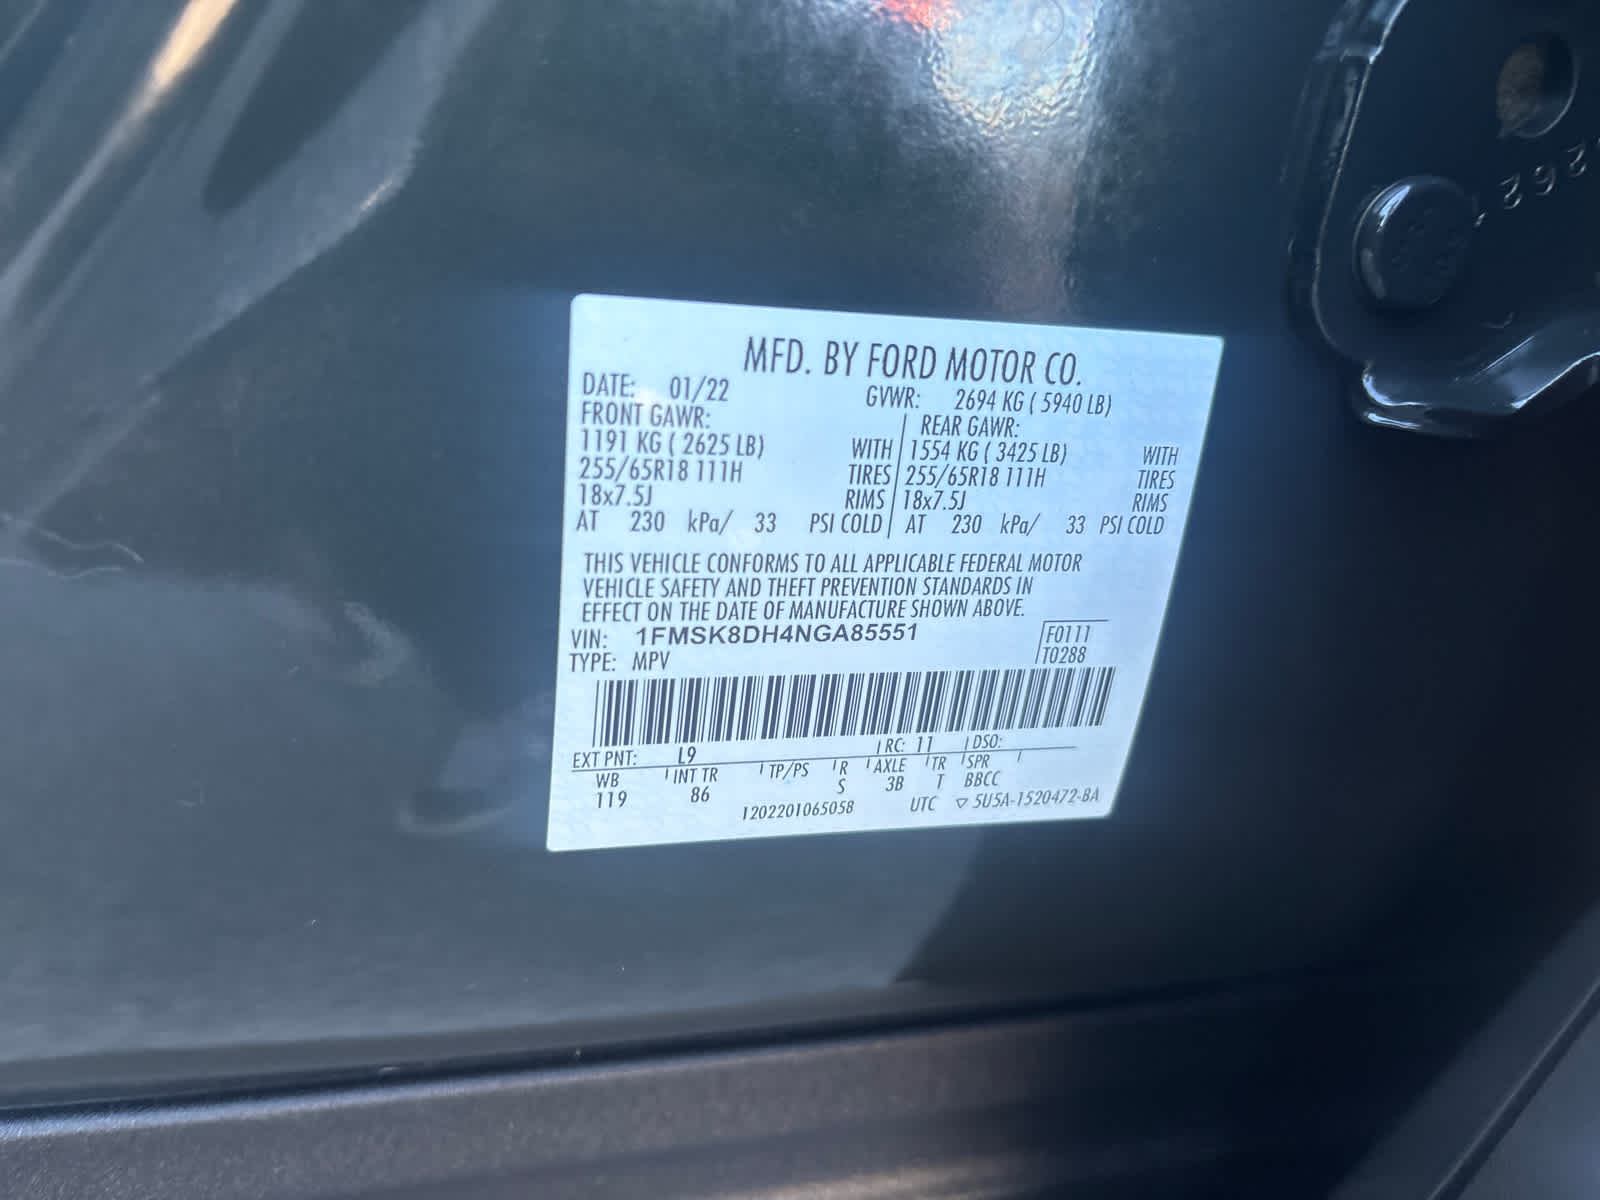 MFD. BY FORD MOTOR CO.
DATE: 01/22 GVWR: 2694 KG ( 5940 LB)
FRONT GAWR: REAR GAWR:
1191 KG ( 2625 LB) WITH 1554 KG ( 3425 LB) WITH
255/65R18 111H TIRES 255/65R18 111H TIRES
18x7.5J RIMS 18x7.5J RIMS
AT 230 kPa/ 33 PSI COLD AT 230 kPa/ 33 PSI COLD
THIS VEHICLE CONFORMS TO ALL APPLICABLE FEDERAL MOTOR
VEHICLE SAFETY AND THEFT PREVENTION STANDARDS IN
EFFECT ON THE DATE OF MANUFACTURE SHOWN ABOVE.
VIN: 1FMSK8DH4NGA85551 F0111
TYPE: MPV T0288
EXT PNT: L9 RC: 11 DSO:
WB INT TR TP/PS R AXLE TR SPR
119 86 S 3B T BBCC
1202201065058 UTC ▽ 5U5A-1520472-BA
262